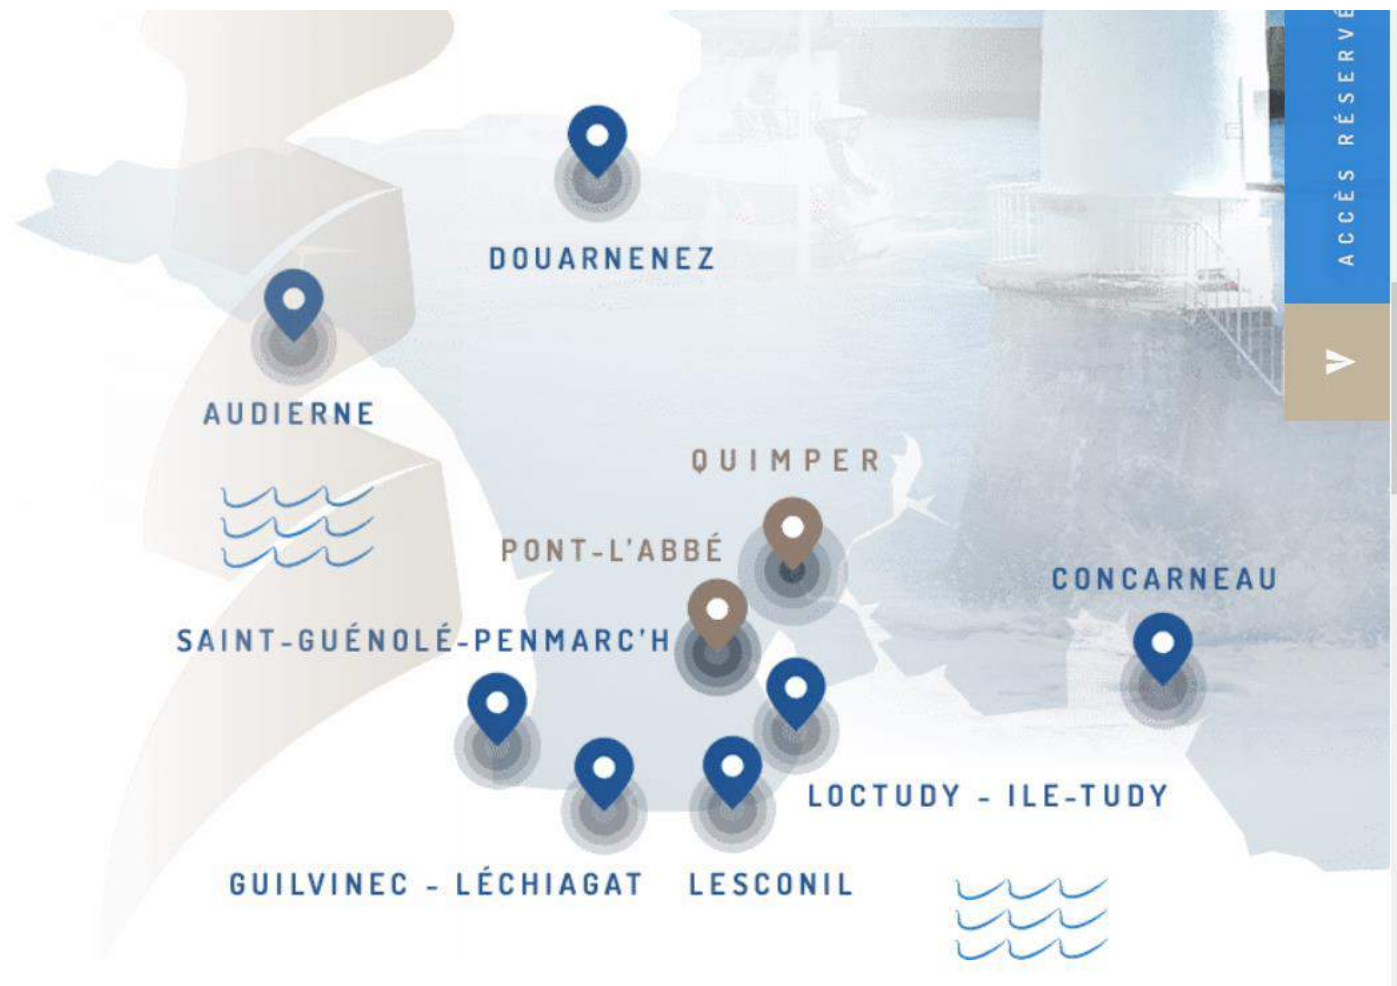 ACCÈS RÉSERVÉ
DOUARNENEZ
AUDIERNE
QUIMPER
PONT-L'ABBÉ
CONCARNEAU
SAINT-GUÉNOLÉ-PENMARC'H
LOCTUDY - ILE-TUDY
GUILVINEC - LÉCHIAGAT
LESCONIL